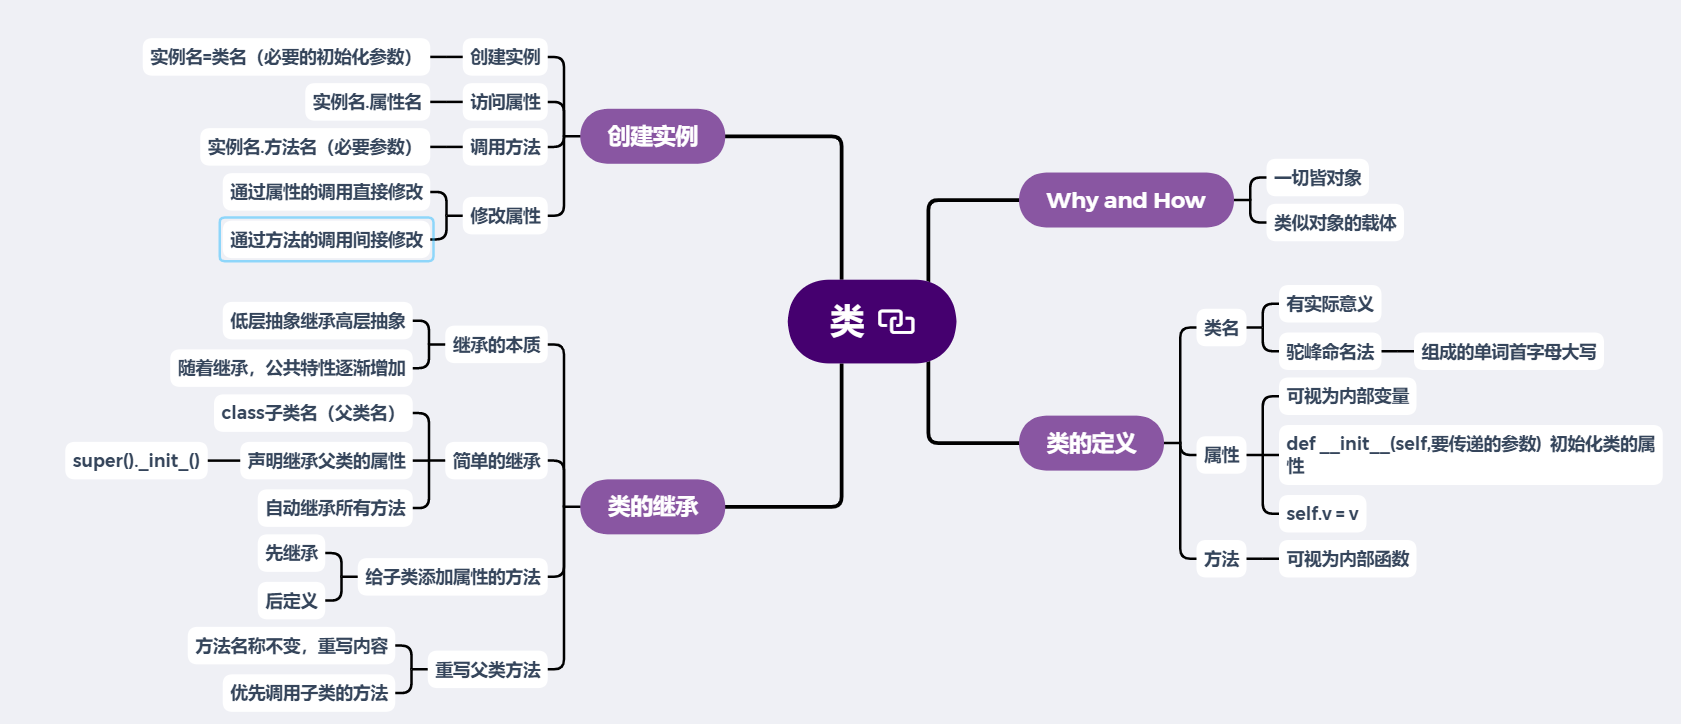 类
Why and How
一切皆对象
类似对象的载体
类的定义
类名
有实际意义
驼峰命名法
组成的单词首字母大写
属性
可视为内部变量
def __init__(self,要传递的参数)  初始化类的属
性
self.v = v
方法
可视为内部函数
创建实例
创建实例
实例名=类名（必要的初始化参数）
访问属性
实例名.属性名
调用方法
实例名.方法名（必要参数）
修改属性
通过属性的调用直接修改
通过方法的调用间接修改
类的继承
继承的本质
低层抽象继承高层抽象
随着继承，公共特性逐渐增加
简单的继承
class子类名（父类名）
声明继承父类的属性
super()._init_()
自动继承所有方法
给子类添加属性的方法
先继承
后定义
重写父类方法
方法名称不变，重写内容
优先调用子类的方法